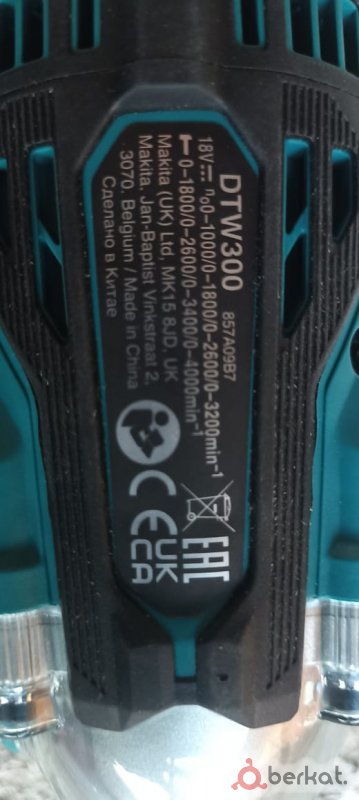 DTW300 857A09B7
18V⎓ n₀0-1000/0-1800/0-2600/0-3200min⁻¹
0-1800/0-2600/0-3400/0-4000min⁻¹
Makita (UK) Ltd, MK15 8JD, UK
Makita, Jan-Baptist Vinkstraat 2,
3070, Belgium / Made in China
Сделано в Китае
CE UK CA EAC
berkat.